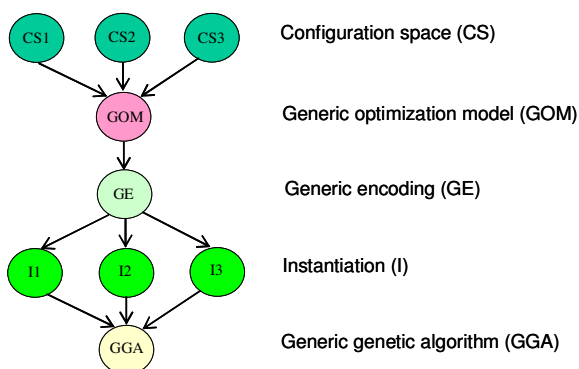 CS1 CS2 CS3 Configuration space (CS)
GOM Generic optimization model (GOM)
GE Generic encoding (GE)
I1 I2 I3 Instantiation (I)
GGA Generic genetic algorithm (GGA)